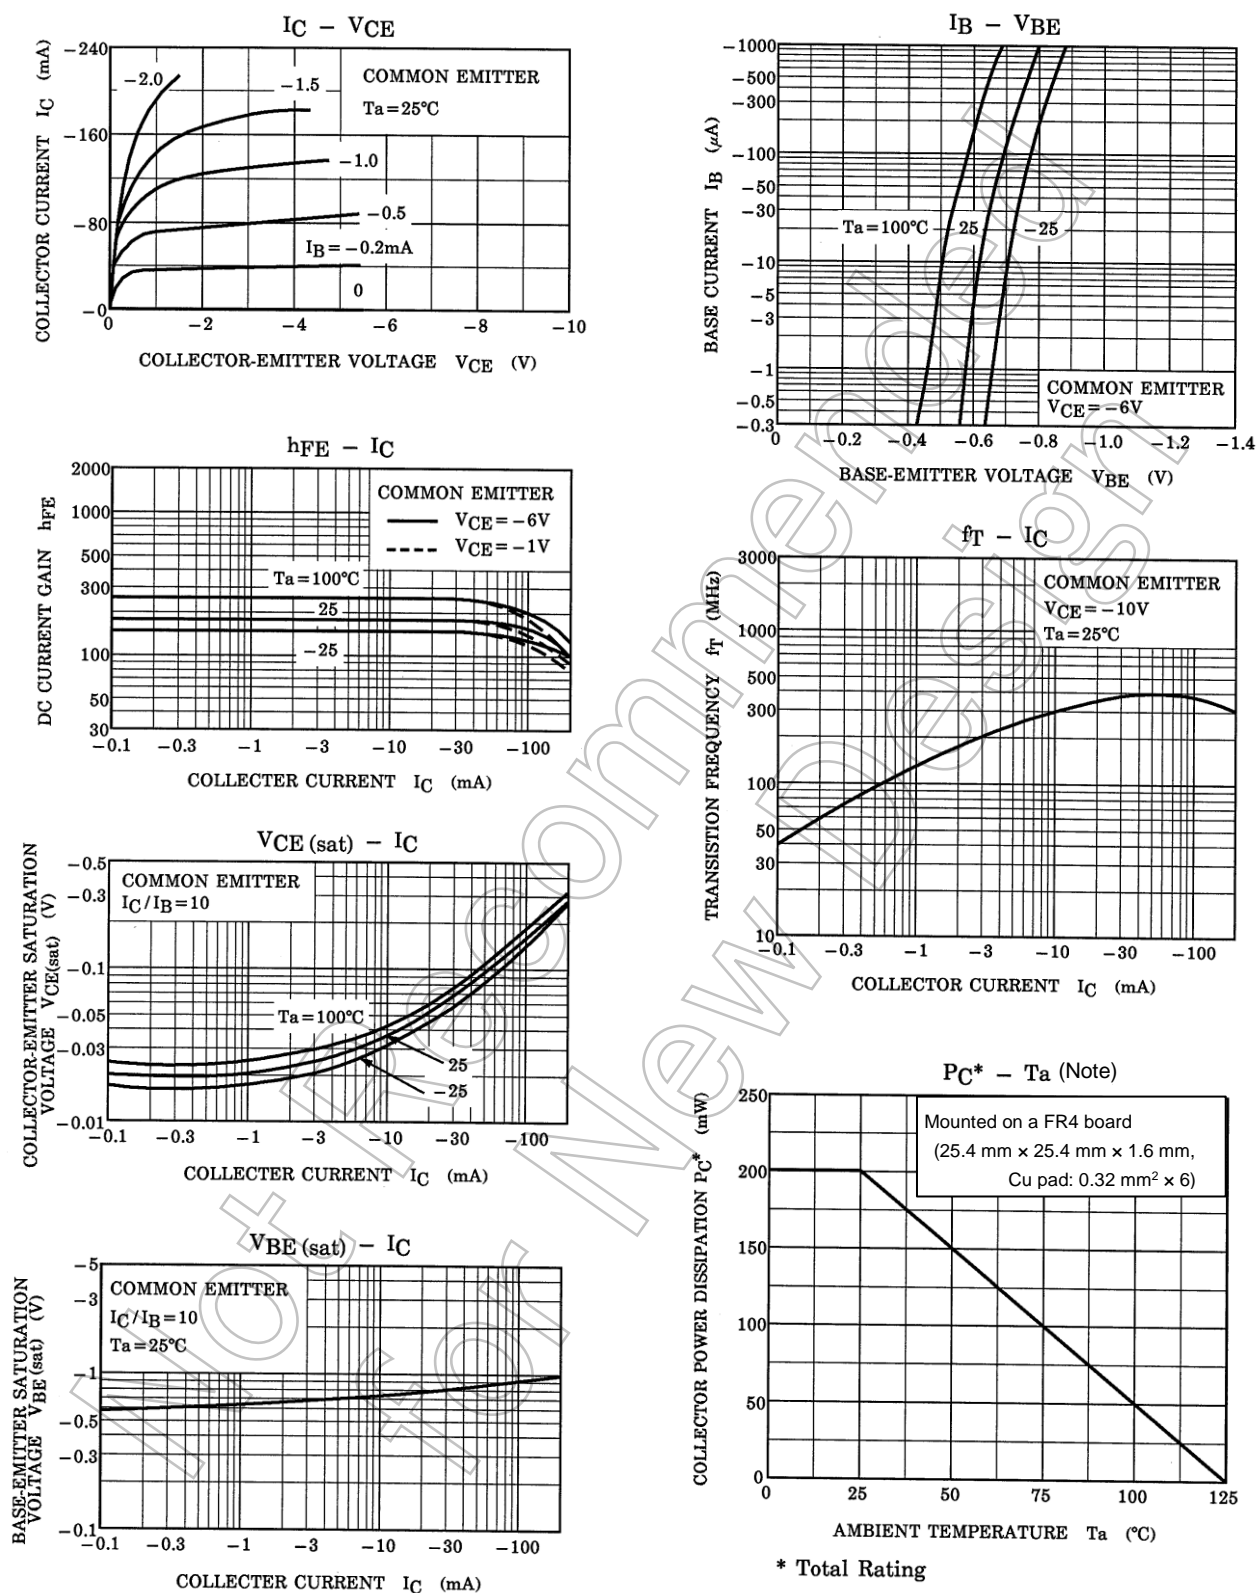 IC – VCE
COLLECTOR CURRENT IC (mA)
−240
−160
−80
−0
−2.0
−1.5
−1.0
−0.5
IB = −0.2mA
0
COMMON EMITTER
Ta = 25°C
0 −2 −4 −6 −8 −10
COLLECTOR-EMITTER VOLTAGE VCE (V)
IB – VBE
BASE CURRENT IB (μA)
−1000
−500
−300
−100
−50
−30
−10
−5
−3
−1
−0.5
−0.3
Ta = 100°C 25 −25
COMMON EMITTER
VCE = −6V
0 −0.2 −0.4 −0.6 −0.8 −1.0 −1.2 −1.4
BASE-EMITTER VOLTAGE VBE (V)
hFE – IC
DC CURRENT GAIN hFE
2000
1000
500
300
100
50
30
COMMON EMITTER
VCE = −6V
VCE = −1V
Ta = 100°C
25
−25
−0.1 −0.3 −1 −3 −10 −30 −100
COLLECTER CURRENT IC (mA)
fT – IC
TRANSISTION FREQUENCY fT (MHz)
3000
1000
500
300
100
50
30
10
COMMON EMITTER
VCE = −10V
Ta = 25°C
−0.1 −0.3 −1 −3 −10 −30 −100
COLLECTOR CURRENT IC (mA)
VCE (sat) – IC
COLLECTOR-EMITTER SATURATION
VOLTAGE VCE(sat) (V)
−0.5
−0.3
−0.1
−0.05
−0.03
−0.01
COMMON EMITTER
IC / IB = 10
Ta = 100°C
25
−25
−0.1 −0.3 −1 −3 −10 −30 −100
COLLECTER CURRENT IC (mA)
PC* – Ta (Note)
COLLECTOR POWER DISSIPATION PC* (mW)
250
200
150
100
50
0
Mounted on a FR4 board
(25.4 mm × 25.4 mm × 1.6 mm,
Cu pad: 0.32 mm² × 6)
0 25 50 75 100 125
AMBIENT TEMPERATURE Ta (°C)
* Total Rating
VBE (sat) – IC
BASE-EMITTER SATURATION
VOLTAGE VBE (sat) (V)
−5
−3
−1
−0.5
−0.3
−0.1
COMMON EMITTER
IC / IB = 10
Ta = 25°C
−0.1 −0.3 −1 −3 −10 −30 −100
COLLECTER CURRENT IC (mA)
Not Recommended
for New Design